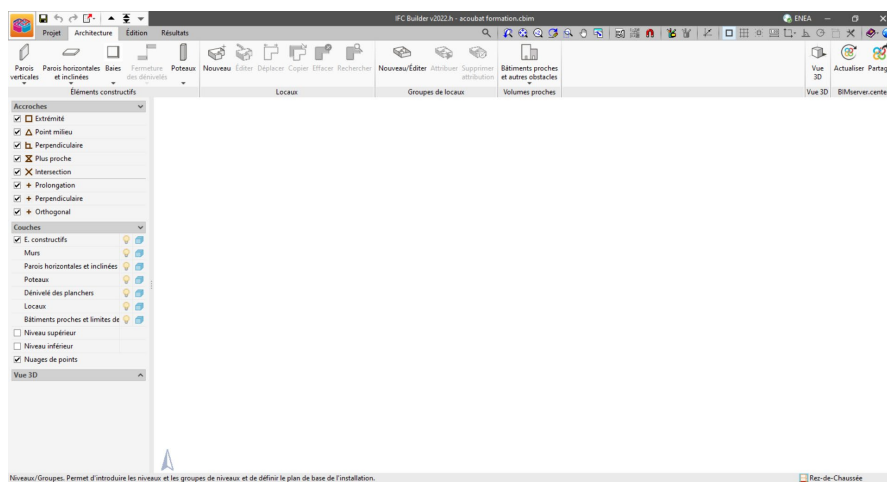 IFC Builder v2022.h - acoubat formation.cbim
ENEA
Projet Architecture Édition Résultats
Parois verticales
Parois horizontales et inclinées
Baies
Fermeture des dénivelés
Poteaux
Nouveau Éditer Déplacer Copier Effacer Rechercher
Nouveau/Éditer Attribuer Supprimer attribution
Bâtiments proches et autres obstacles
Vue 3D
Actualiser Partag
Éléments constructifs Locaux Groupes de locaux Volumes proches Vue 3D BIMserver.cente
Accroches
Extrémité
Point milieu
Perpendiculaire
Plus proche
Intersection
Prolongation
Perpendiculaire
Orthogonal
Couches
E. constructifs
Murs
Parois horizontales et inclinées
Poteaux
Dénivelé des planchers
Locaux
Bâtiments proches et limites de
Niveau supérieur
Niveau inférieur
Nuages de points
Vue 3D
Niveaux/Groupes. Permet d'introduire les niveaux et les groupes de niveaux et de définir le plan de base de l'installation.
Rez-de-Chaussée